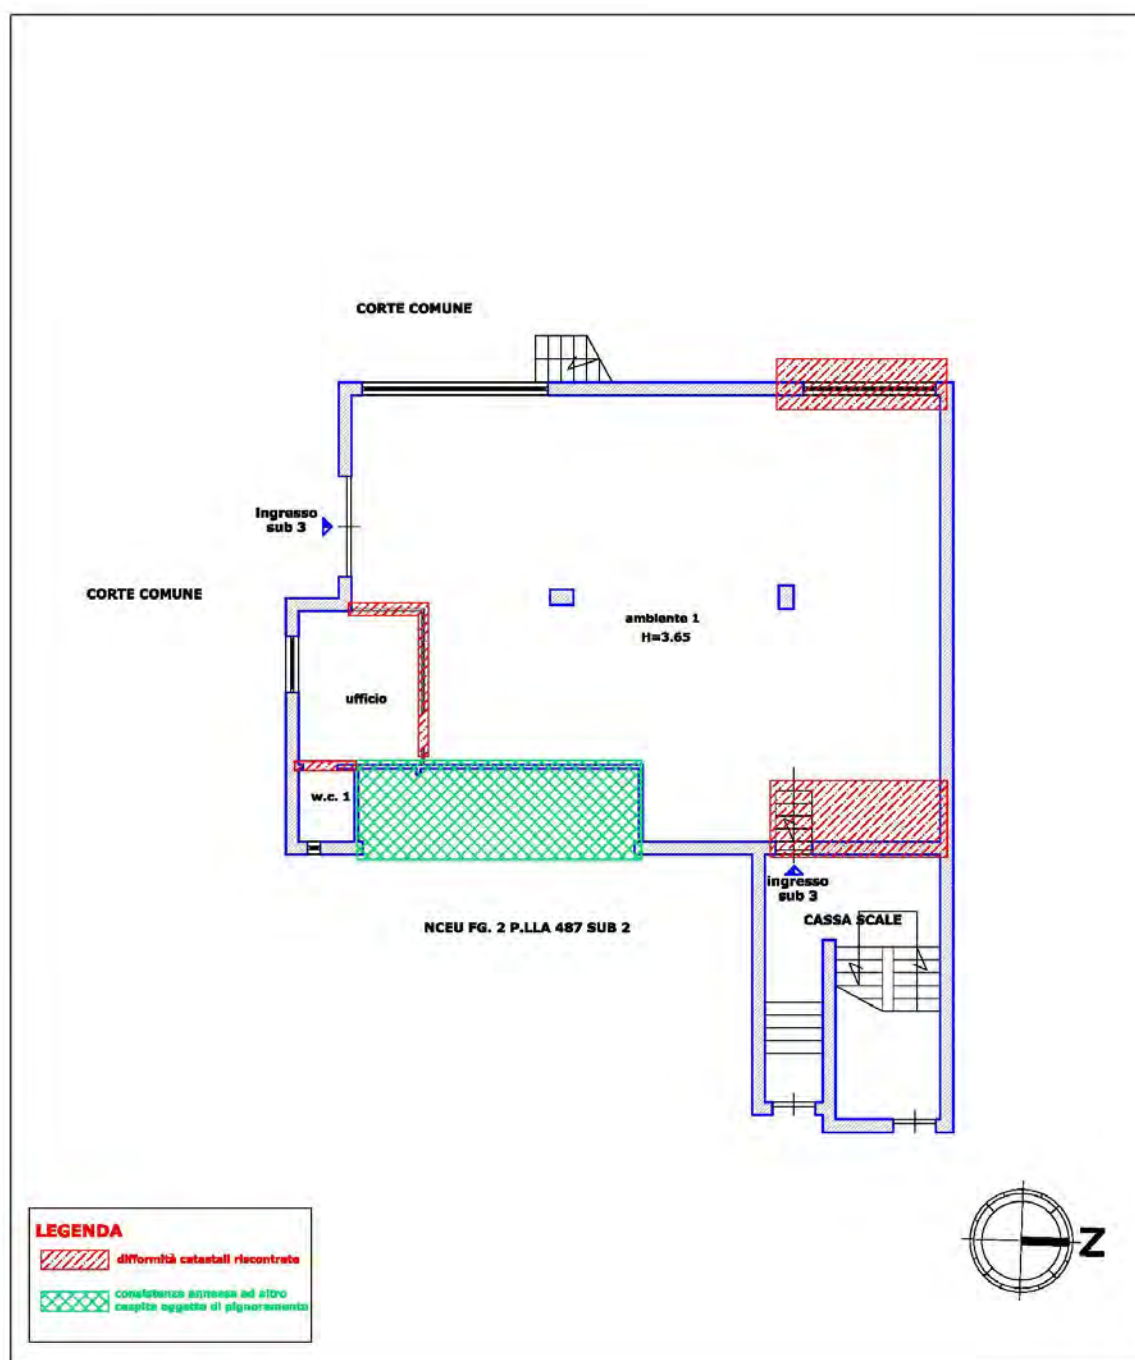 CORTE COMUNE
Ingresso
sub 3
CORTE COMUNE
ambiente 1
H=3.65
ufficio
w.c. 1
ingresso
sub 3
CASSA SCALE
NCEU FG. 2 P.LLA 487 SUB 2
LEGENDA
difformità catastali riscontrate
consistenza annessa ad altro
cespite oggetto di pignoramento
N